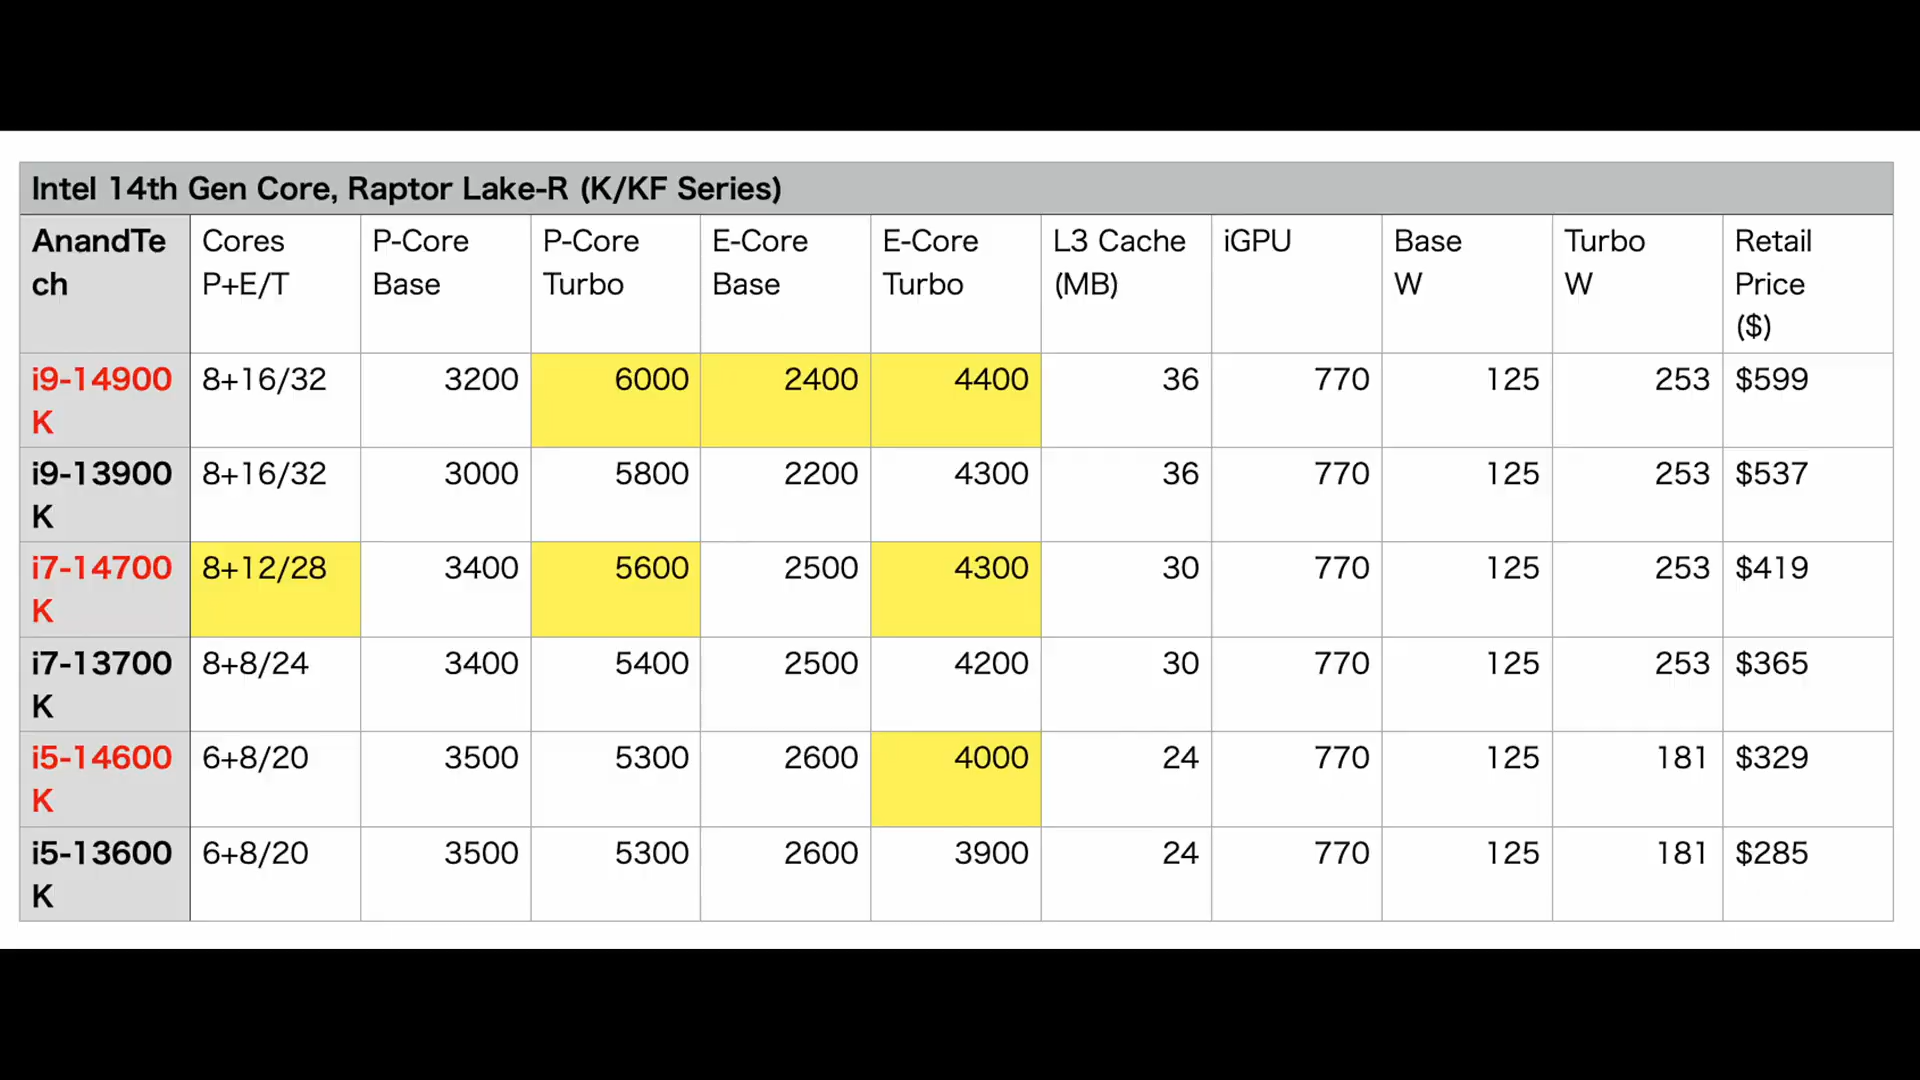 Intel 14th Gen Core, Raptor Lake-R (K/KF Series)
AnandTe
ch
Cores
P+E/T
P-Core
Base
P-Core
Turbo
E-Core
Base
E-Core
Turbo
L3 Cache
(MB)
iGPU
Base
W
Turbo
W
Retail
Price
($)
i9-14900
K
8+16/32
3200
6000
2400
4400
36
770
125
253
$599
i9-13900
K
8+16/32
3000
5800
2200
4300
36
770
125
253
$537
i7-14700
K
8+12/28
3400
5600
2500
4300
30
770
125
253
$419
i7-13700
K
8+8/24
3400
5400
2500
4200
30
770
125
253
$365
i5-14600
K
6+8/20
3500
5300
2600
4000
24
770
125
181
$329
i5-13600
K
6+8/20
3500
5300
2600
3900
24
770
125
181
$285